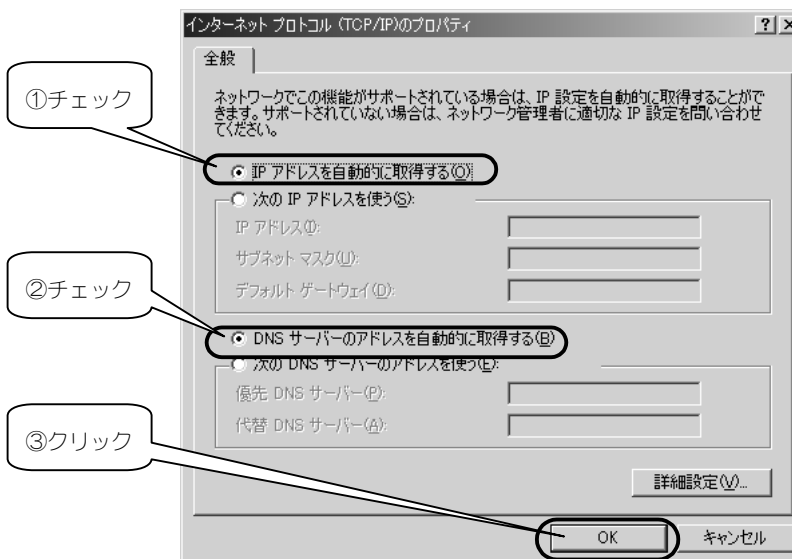 インターネット プロトコル (TCP/IP)のプロパティ
全般
①チェック
ネットワークでこの機能がサポートされている場合は、IP 設定を自動的に取得することがで
きます。サポートされていない場合は、ネットワーク管理者に適切な IP 設定を問い合わせ
てください。
IP アドレスを自動的に取得する(O)
次の IP アドレスを使う(S):
IP アドレス(I):
サブネット マスク(U):
デフォルト ゲートウェイ(D):
②チェック
DNS サーバーのアドレスを自動的に取得する(B)
次の DNS サーバーのアドレスを使う(E):
優先 DNS サーバー(P):
代替 DNS サーバー(A):
③クリック
詳細設定(V)...
OK
キャンセル